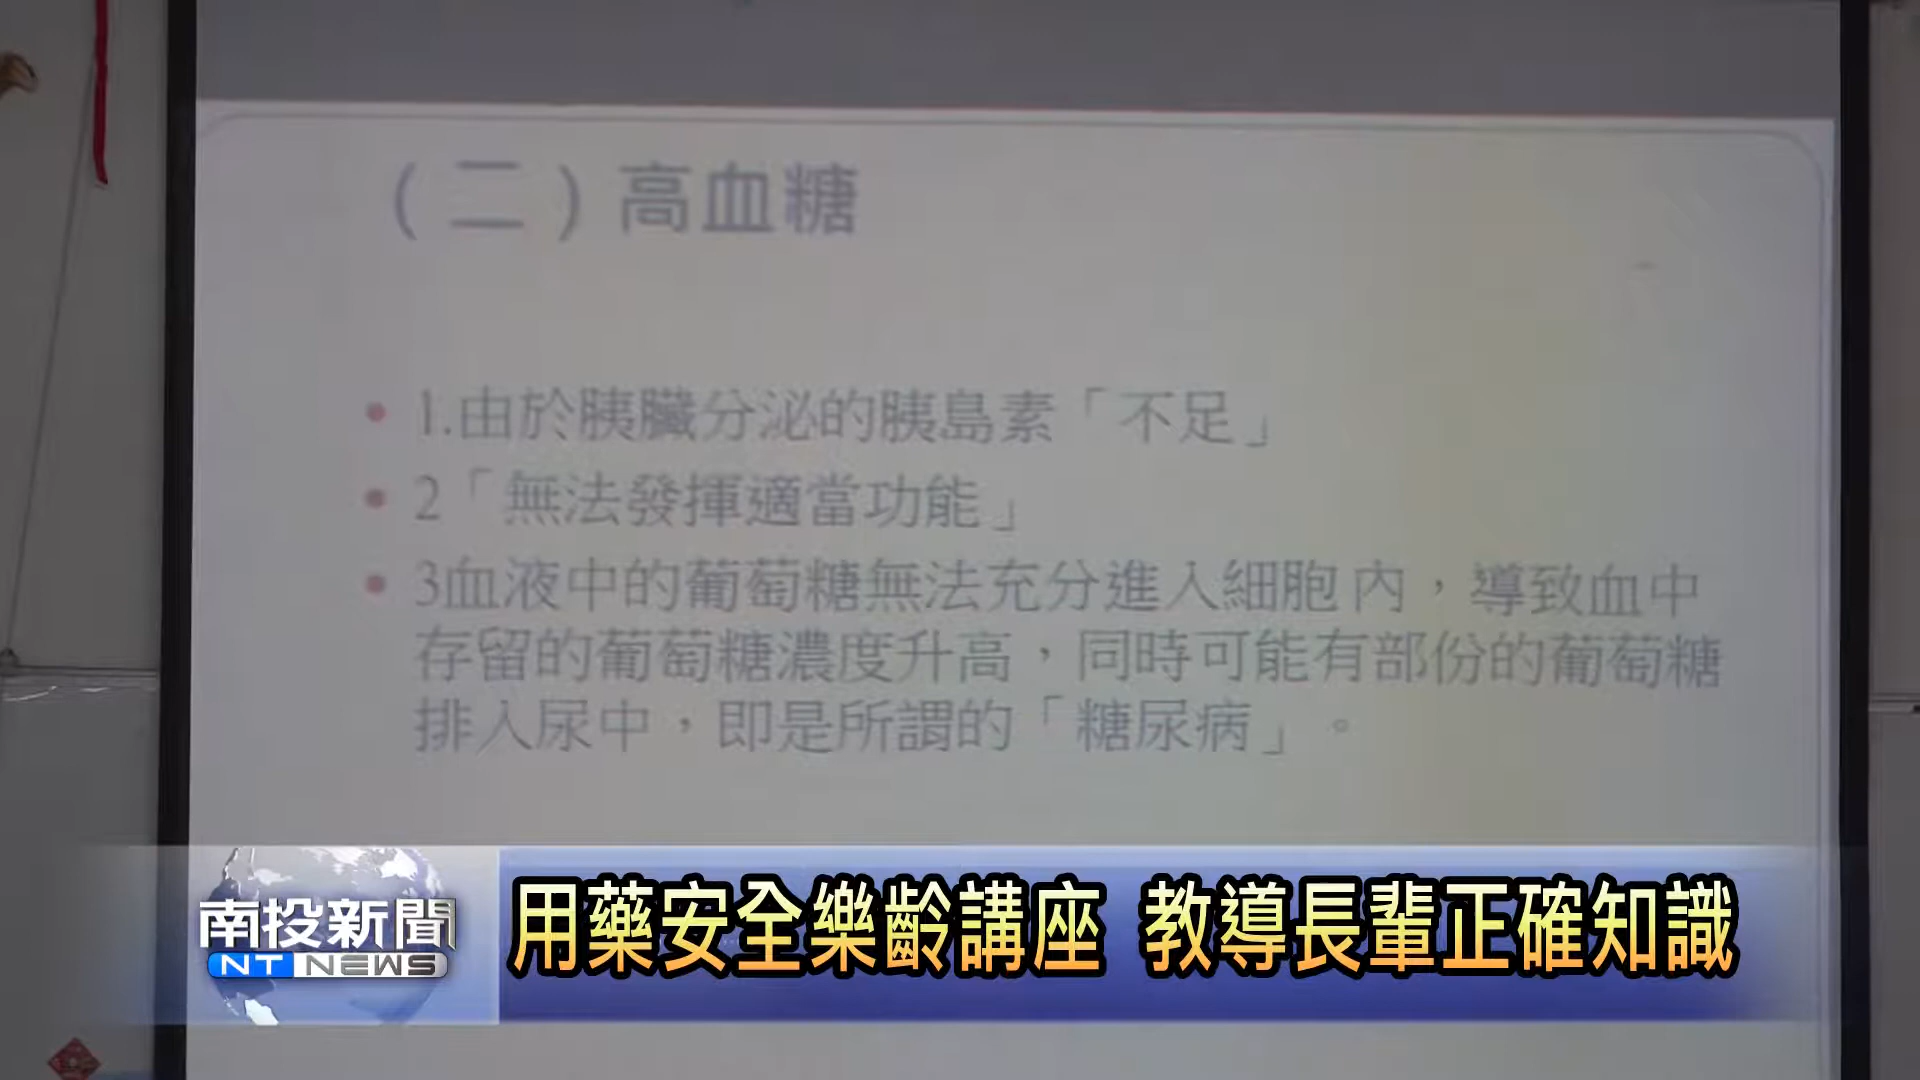 （二）高血糖
• 1.由於胰臟分泌的胰島素「不足」
• 2「無法發揮適當功能」
• 3血液中的葡萄糖無法充分進入細胞內，導致血中
存留的葡萄糖濃度升高，同時可能有部份的葡萄糖
排入尿中，即是所謂的「糖尿病」。
南投新聞
NT NEWS
用藥安全樂齡講座 教導長輩正確知識